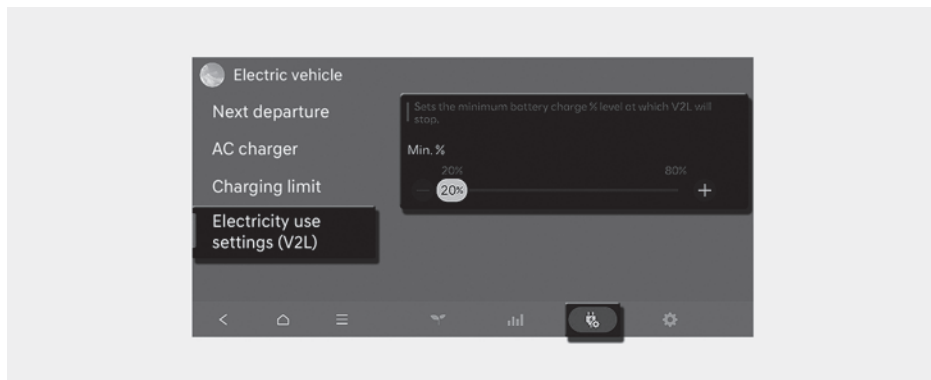 Electric vehicle
Next departure
AC charger
Charging limit
Electricity use
settings (V2L)
Sets the minimum battery charge % level at which V2L will
stop.
Min. %
20%
80%
20%